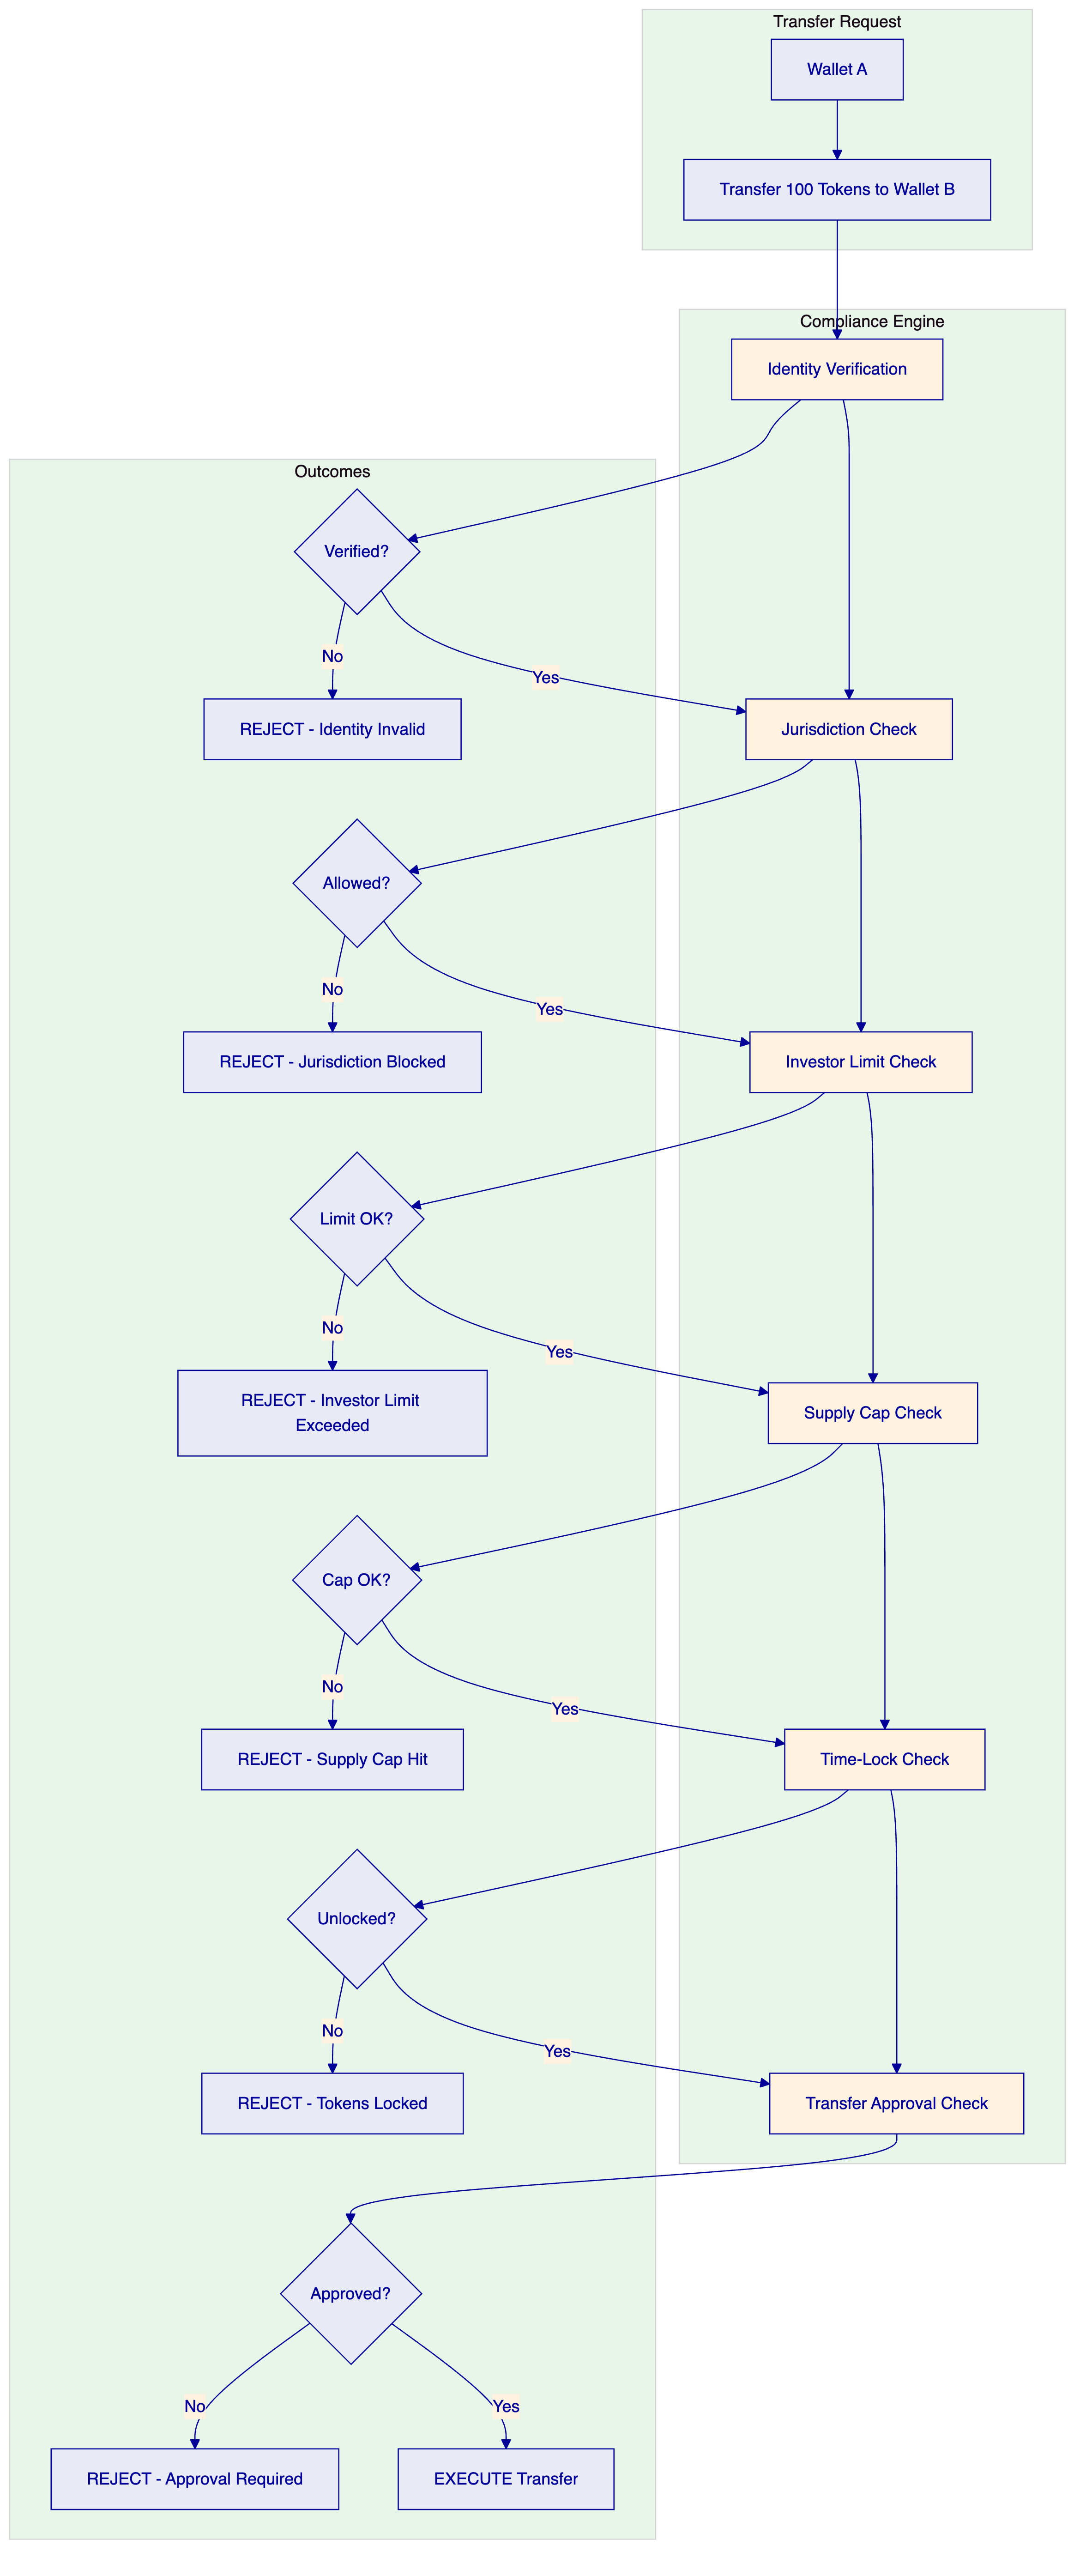 Transfer Request
Wallet A
Transfer 100 Tokens to Wallet B
Compliance Engine
Identity Verification
Outcomes
Verified?
No
Yes
REJECT - Identity Invalid
Jurisdiction Check
Allowed?
No
Yes
REJECT - Jurisdiction Blocked
Investor Limit Check
Limit OK?
No
Yes
REJECT - Investor Limit
Exceeded
Supply Cap Check
Cap OK?
No
Yes
REJECT - Supply Cap Hit
Time-Lock Check
Unlocked?
No
Yes
REJECT - Tokens Locked
Transfer Approval Check
Approved?
No
Yes
REJECT - Approval Required
EXECUTE Transfer